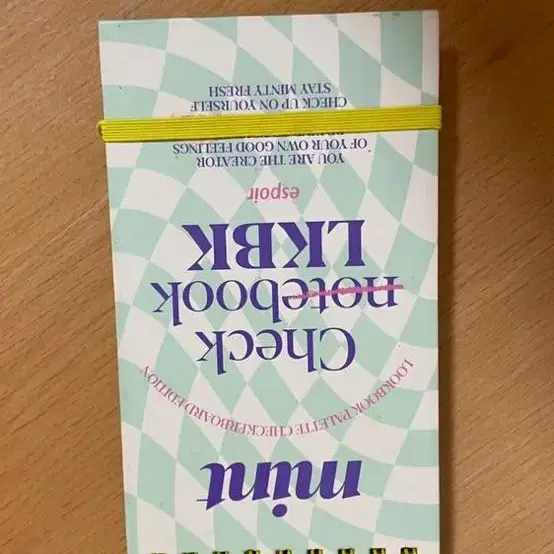 mint
LOOKBOOK PALETTE CHECKERBOARD EDITION
Check
notebook
LKBK
espoir
YOU ARE THE CREATOR
OF YOUR OWN GOOD FEELINGS
CHECK UP ON YOURSELF
STAY MINTY FRESH